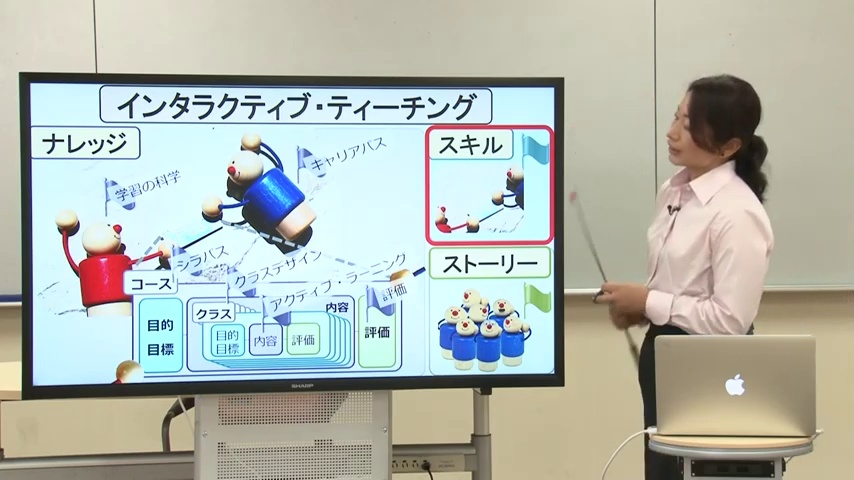 インタラクティブ・ティーチング
ナレッジ
スキル
キャリアパス
学習の科学
シラバス
クラスデザイン
アクティブ・ラーニング
評価
ストーリー
コース
目的
目標
クラス
内容
目的
目標
内容
評価
評価
SHARP